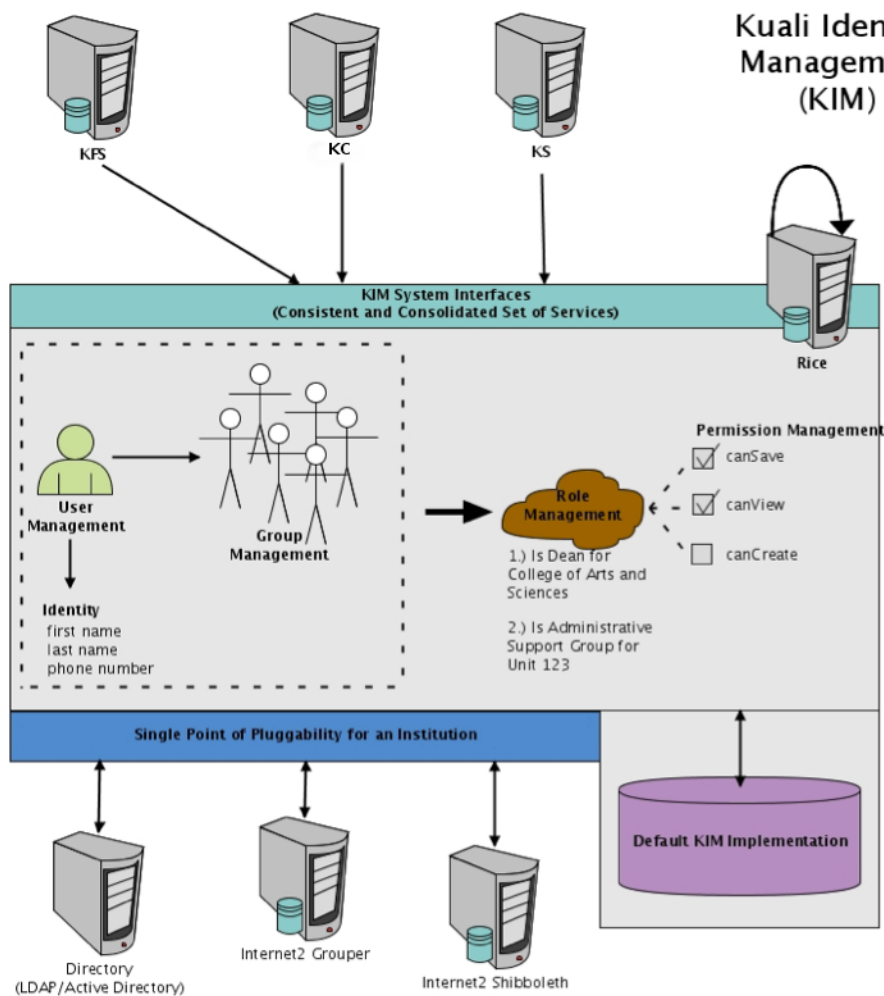 Kuali Iden
Managem
(KIM)
KFS
KC
KS
KIM System Interfaces
(Consistent and Consolidated Set of Services)
Rice
User
Management
Group
Management
Identity
first name
last name
phone number
Role
Management
1.) Is Dean for
College of Arts and
Sciences
2.) Is Administrative
Support Group for
Unit 123
Permission Management
canSave
canView
canCreate
Single Point of Pluggability for an Institution
Default KIM Implementation
Directory
(LDAP/Active Directory)
Internet2 Grouper
Internet2 Shibboleth